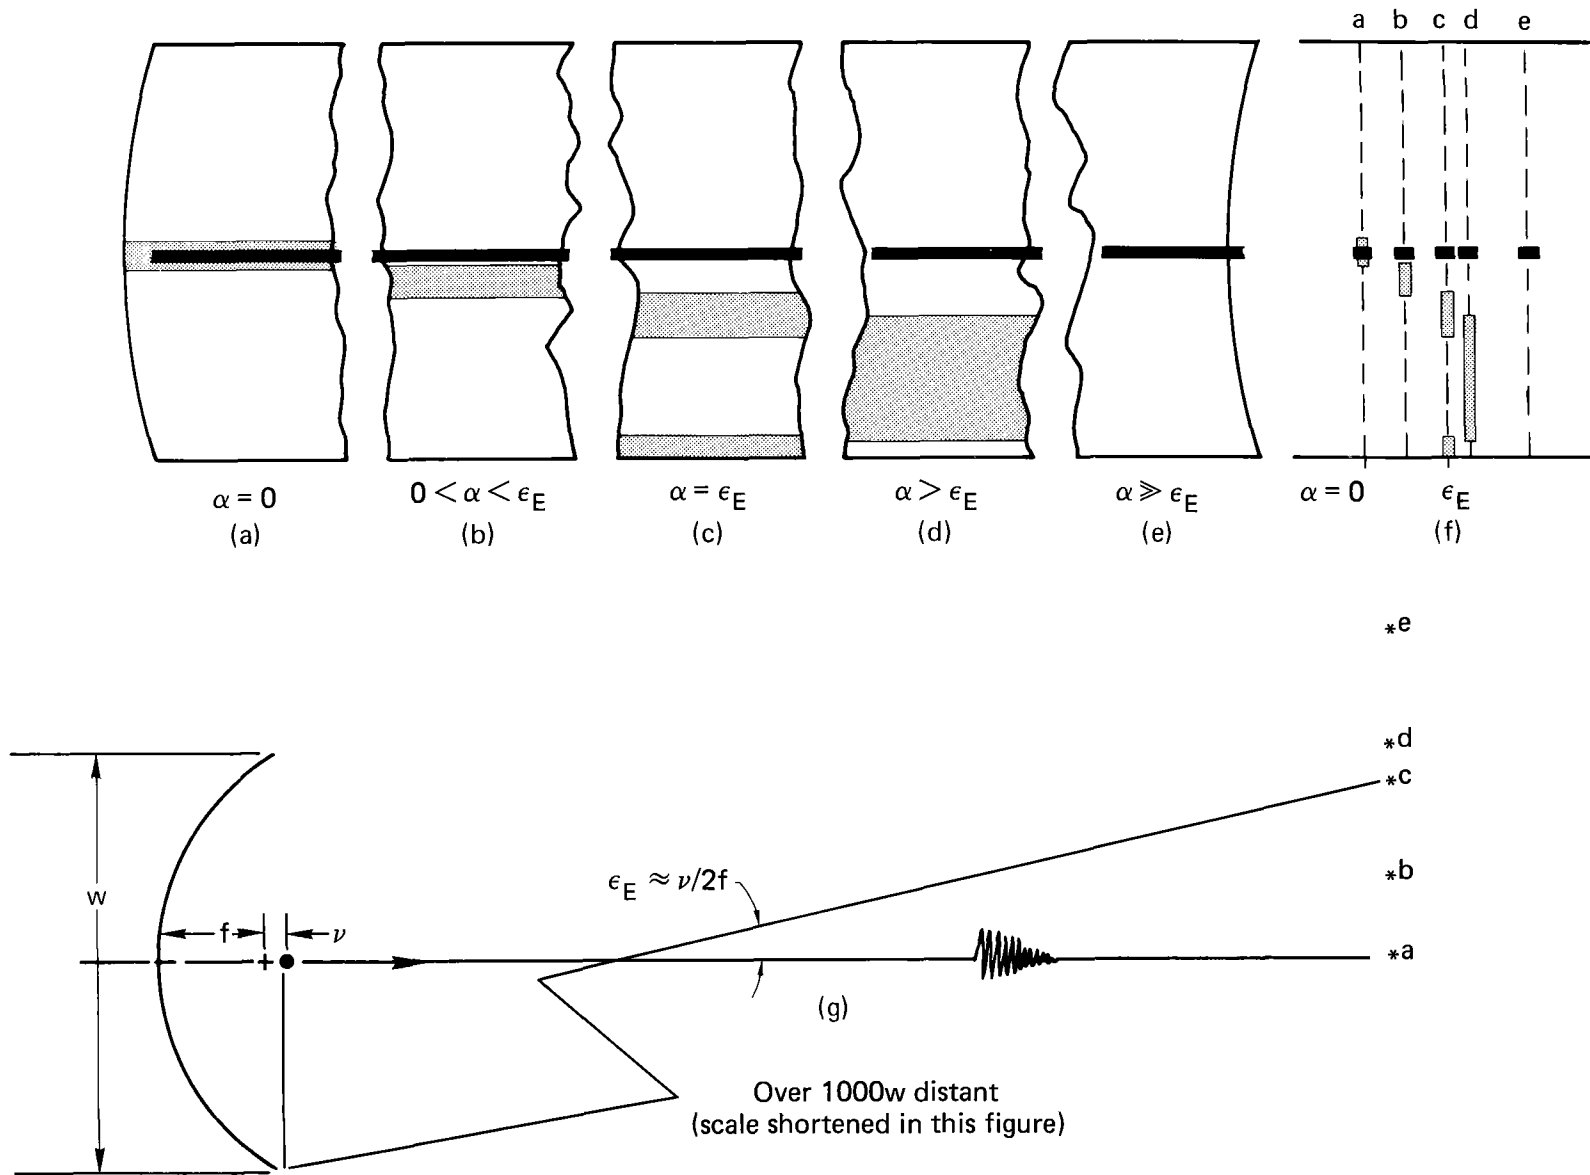 a b c d e
α = 0
(a)
0 < α < ϵE
(b)
α = ϵE
(c)
α > ϵE
(d)
α ≫ ϵE
(e)
α = 0 ϵE
(f)
*e
*d
*c
ϵE ≈ ν/2f
*b
w
f ν
+
*a
(g)
Over 1000w distant
(scale shortened in this figure)